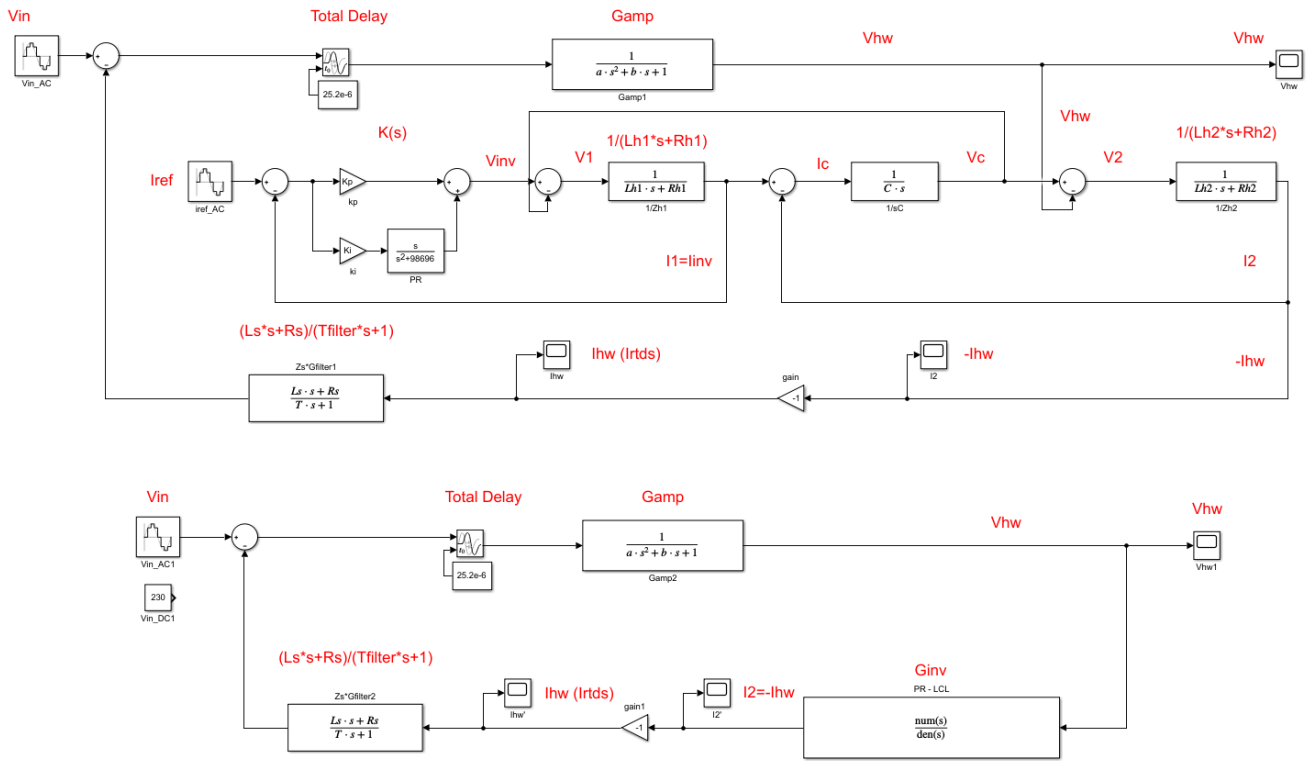 Vin
Total Delay
Gamp
Vhw
Vhw
Vin_AC
25.2e-6
1
a · s² + b · s + 1
Gamp1
Vhw
K(s)
1/(Lh1*s+Rh1)
Vhw
1/(Lh2*s+Rh2)
Iref
iref_AC
Kp
kp
Vinv
V1
1
Lh1 · s + Rh1
1/Zh1
Ic
1
C · s
1/sC
Vc
V2
1
Lh2 · s + Rh2
1/Zh2
Ki
ki
s
s²+98696
PR
I1=Iinv
I2
(Ls*s+Rs)/(Tfilter*s+1)
Zs*Gfilter1
Ls · s + Rs
T · s + 1
Ihw
Ihw (Irtds)
gain
-1
I2
-Ihw
-Ihw
Vin
Total Delay
Gamp
Vhw
Vhw
Vin_AC1
230
Vin_DC1
25.2e-6
1
a · s² + b · s + 1
Gamp2
Vhw1
(Ls*s+Rs)/(Tfilter*s+1)
Zs*Gfilter2
Ls · s + Rs
T · s + 1
Ihw'
Ihw (Irtds)
gain1
-1
I2'
I2=-Ihw
Ginv
PR - LCL
num(s)
den(s)